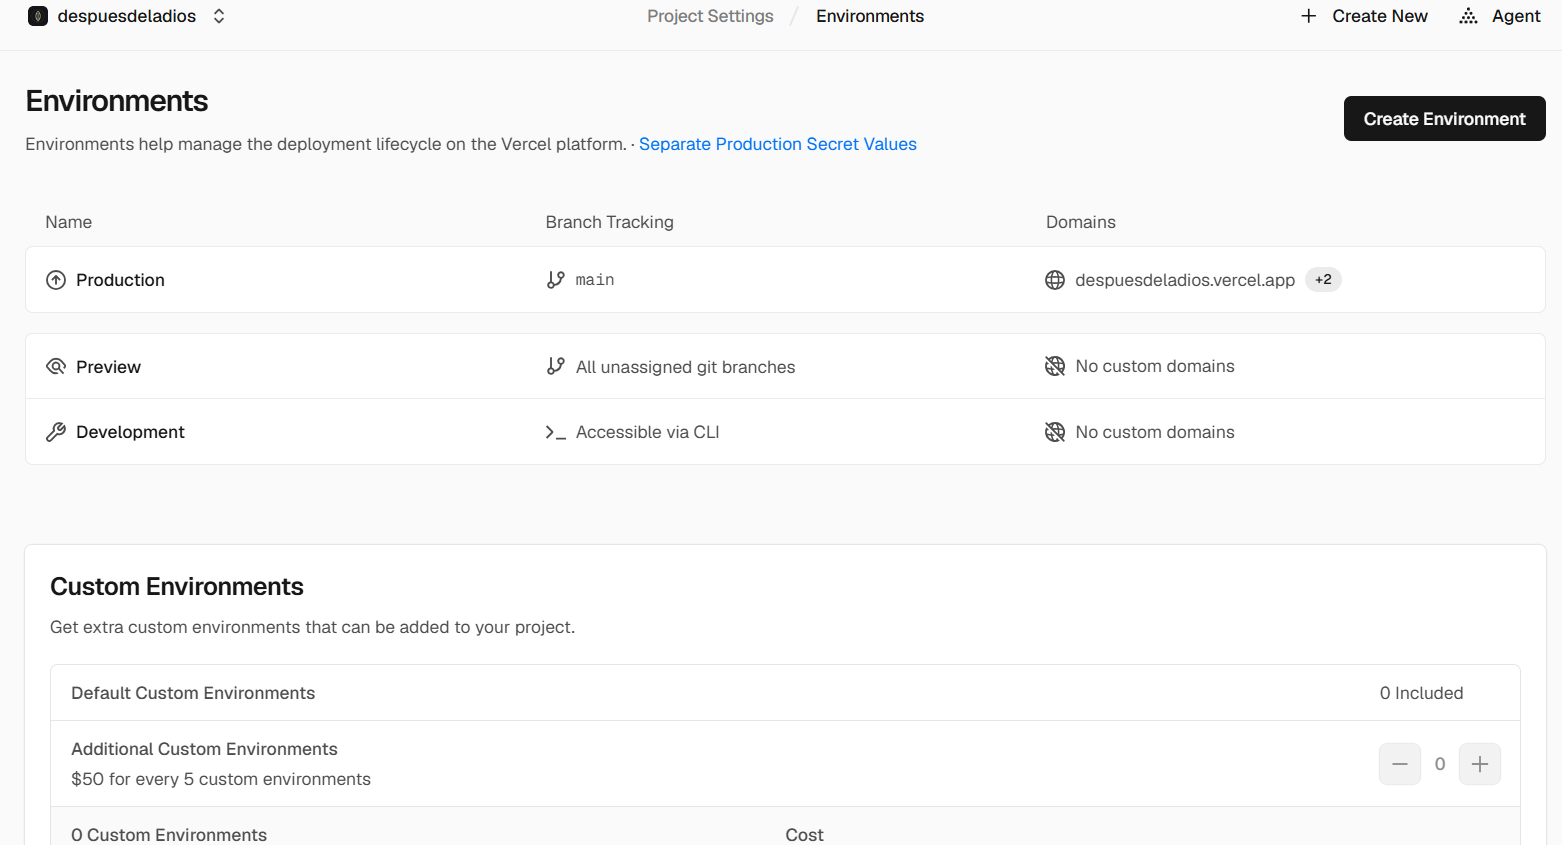 despuesdeladios
Project Settings / Environments
+ Create New
Agent
Environments
Environments help manage the deployment lifecycle on the Vercel platform. · Separate Production Secret Values
Create Environment
Name Branch Tracking Domains
Production main despuesdeladios.vercel.app +2
Preview All unassigned git branches No custom domains
Development Accessible via CLI No custom domains
Custom Environments
Get extra custom environments that can be added to your project.
Default Custom Environments 0 Included
Additional Custom Environments
$50 for every 5 custom environments
0
0 Custom Environments Cost